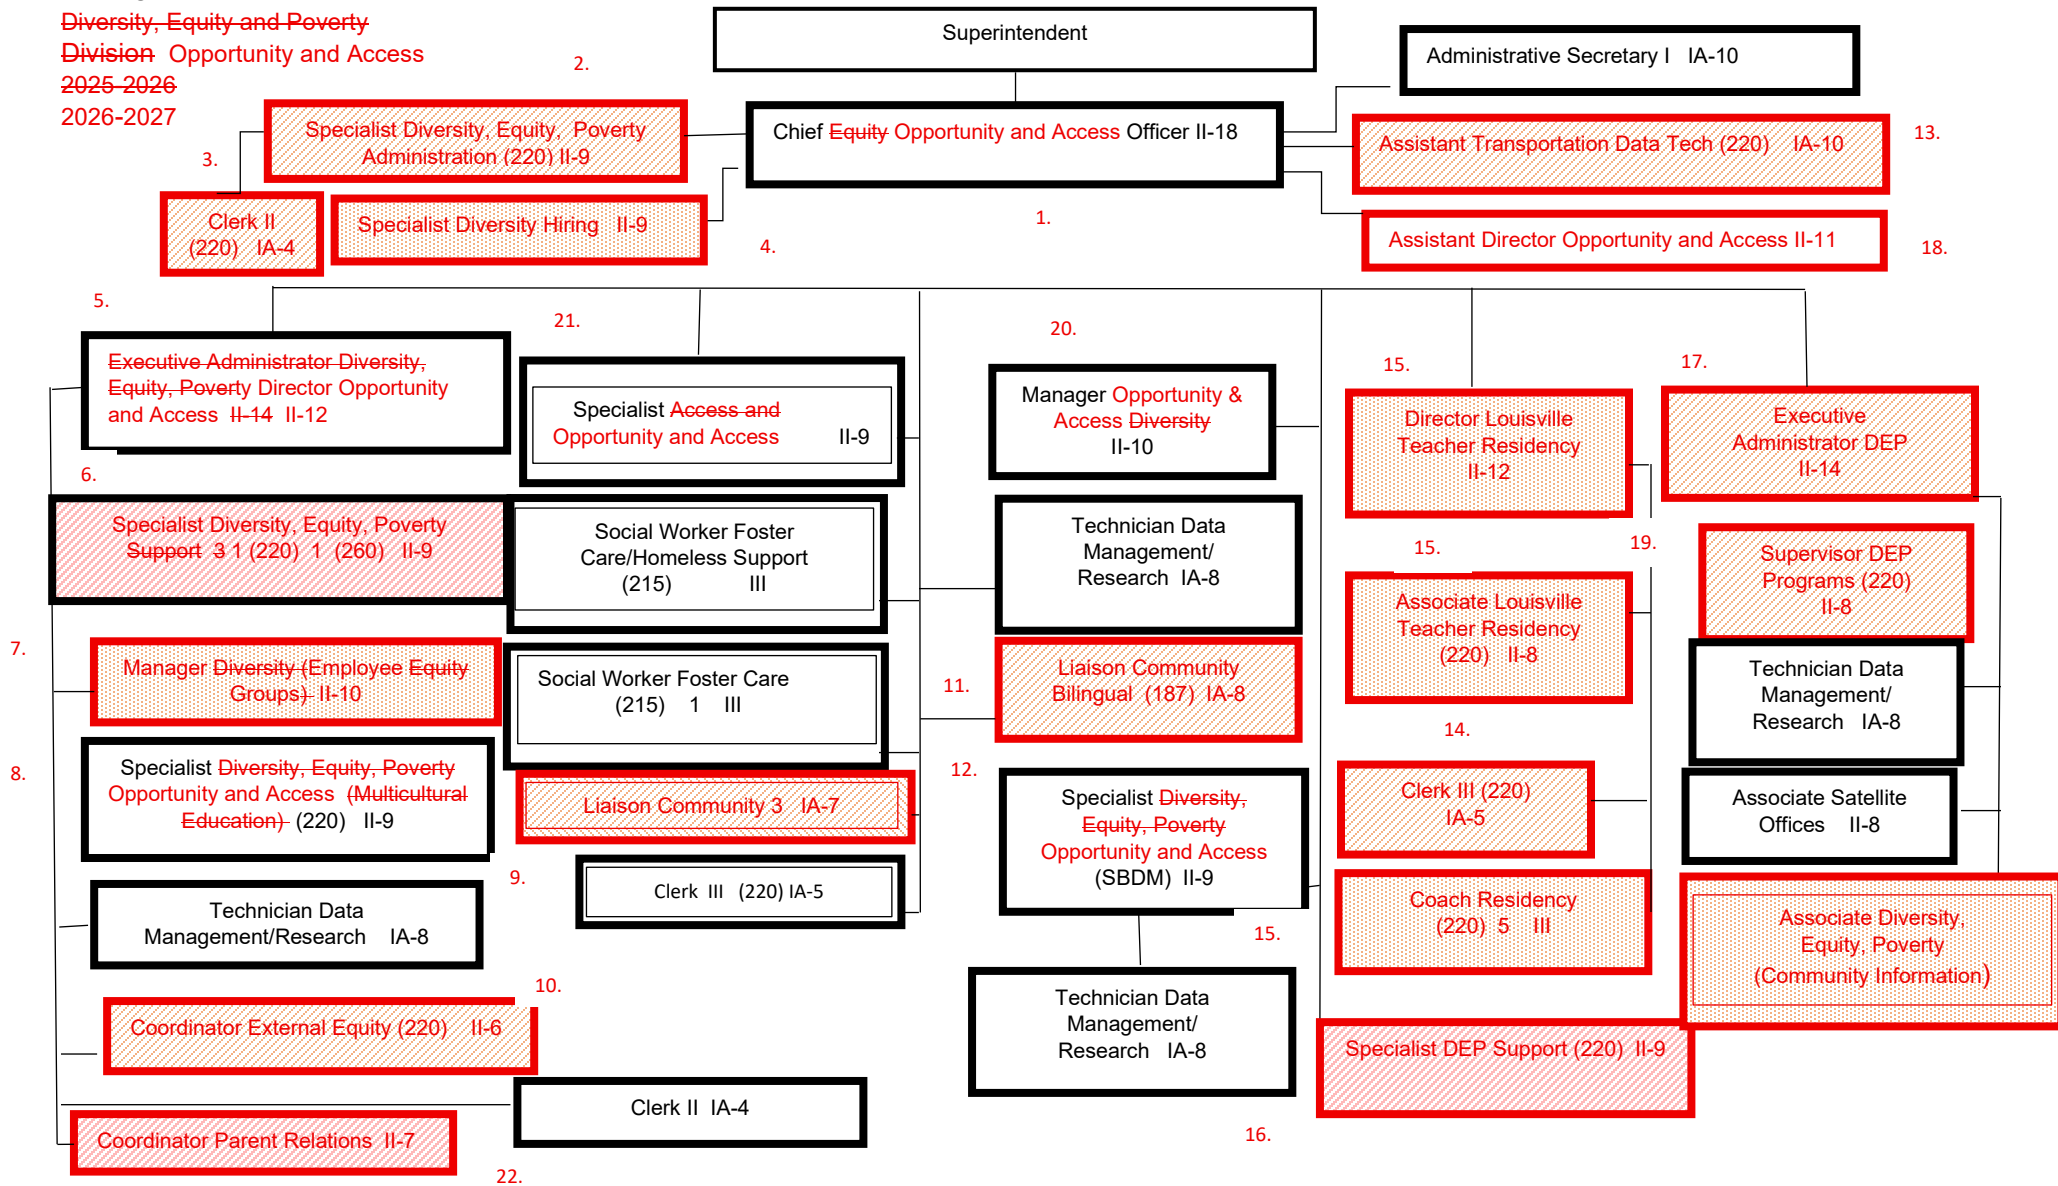 Diversity, Equity and Poverty
Division Opportunity and Access
2025-2026
2026-2027
Superintendent
Administrative Secretary I IA-10
2.
Specialist Diversity, Equity, Poverty
Administration (220) II-9
Chief Equity Opportunity and Access Officer II-18
Assistant Transportation Data Tech (220) IA-10
13.
3.
Clerk II
(220) IA-4
Specialist Diversity Hiring II-9
4.
1.
Assistant Director Opportunity and Access II-11
18.
5.
Executive Administrator Diversity,
Equity, Poverty Director Opportunity
and Access II-14 II-12
21.
Specialist Access and
Opportunity and Access II-9
20.
Manager Opportunity &
Access Diversity
II-10
15.
Director Louisville
Teacher Residency
II-12
17.
Executive
Administrator DEP
II-14
6.
Specialist Diversity, Equity, Poverty
Support 3 1 (220) 1 (260) II-9
Social Worker Foster
Care/Homeless Support
(215) III
Technician Data
Management/
Research IA-8
15.
19.
Associate Louisville
Teacher Residency
(220) II-8
Supervisor DEP
Programs (220)
II-8
7.
Manager Diversity (Employee Equity
Groups) II-10
Social Worker Foster Care
(215) 1 III
11.
Liaison Community
Bilingual (187) IA-8
Technician Data
Management/
Research IA-8
14.
8.
Specialist Diversity, Equity, Poverty
Opportunity and Access (Multicultural
Education) (220) II-9
Liaison Community 3 IA-7
12.
Specialist Diversity,
Equity, Poverty
Opportunity and Access
(SBDM) II-9
Clerk III (220)
IA-5
Associate Satellite
Offices II-8
9.
Clerk III (220) IA-5
Technician Data
Management/Research IA-8
15.
Coach Residency
(220) 5 III
Associate Diversity,
Equity, Poverty
(Community Information)
10.
Coordinator External Equity (220) II-6
Technician Data
Management/
Research IA-8
Specialist DEP Support (220) II-9
Clerk II IA-4
Coordinator Parent Relations II-7
16.
22.